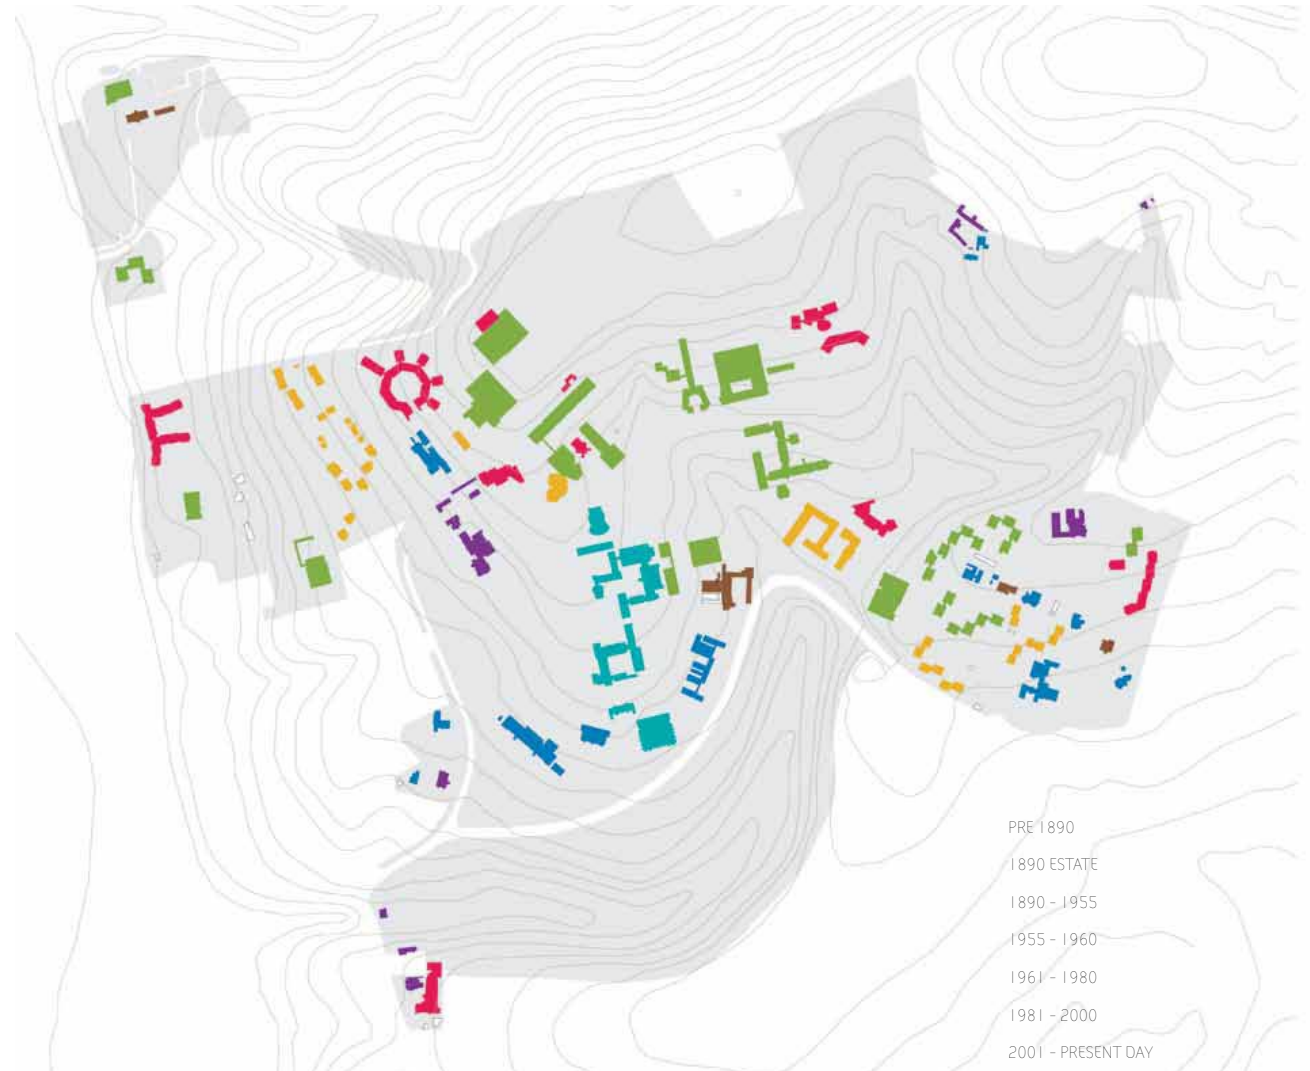 PRE 1890
1890 ESTATE
1890 - 1955
1955 - 1960
1961 - 1980
1981 - 2000
2001 - PRESENT DAY